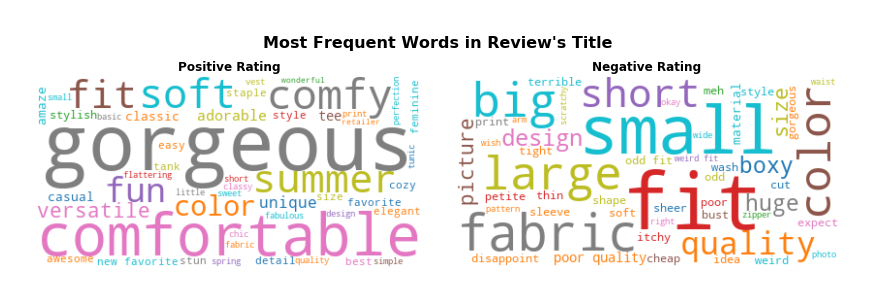 Most Frequent Words in Review's Title
Positive Rating
amaze small fit soft vest wonderful comfy perfection feminine
stylish basic classic adorable staple style tee print retailer
gorgeous
easy tank tunic
flattering short summer
casual fun little sweet classy size cozy
versatile color unique favorite
fabulous design elegant
comfortable
chic fabric
awesome new favorite stun spring detail quality best simple
Negative Rating
big terrible scratchy short okay meh material style waist
print arm design small wide size gorgeous color
picture wish tight odd fit weird fit wash boxy
large odd cut
petite thin shape fit poor huge
pattern sleeve soft sheer bust zipper expect
fabric right itchy quality
disappoint poor quality cheap idea weird photo